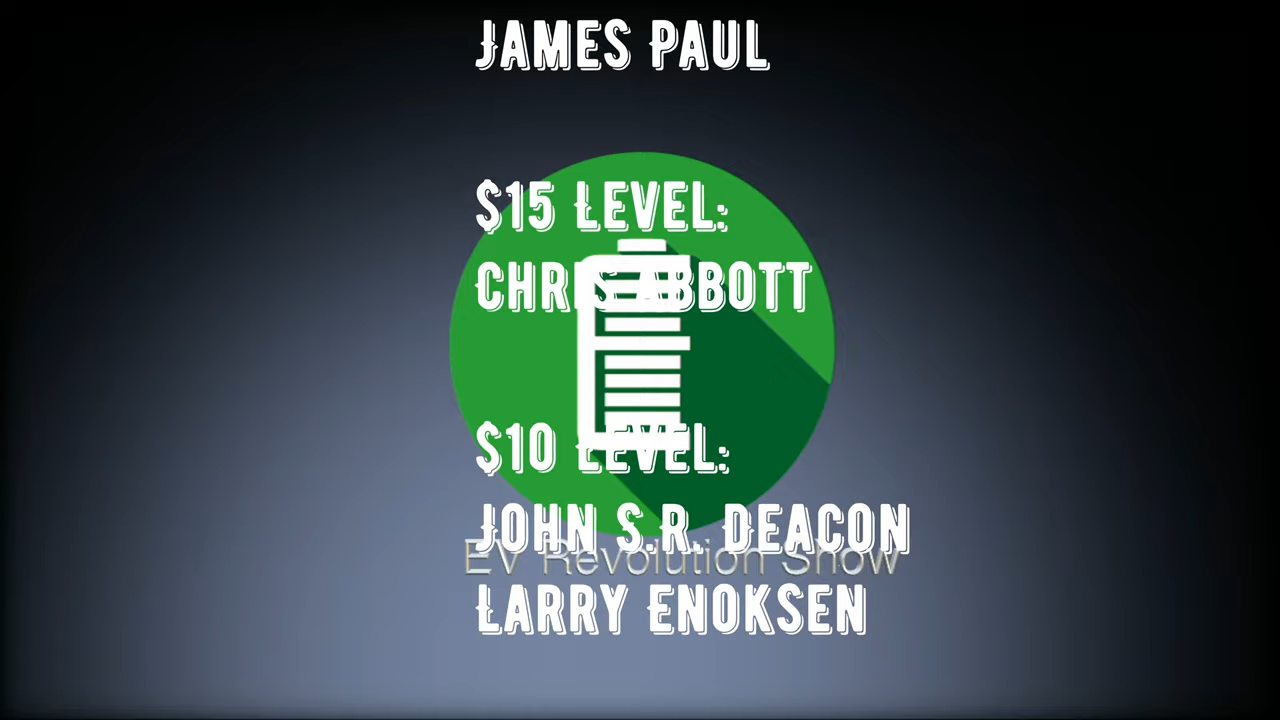 JAMES PAUL
$15 LEVEL:
CHRIS ABBOTT
$10 LEVEL:
JOHN S.R. DEACON
EV Revolution Show
LARRY ENOKSEN